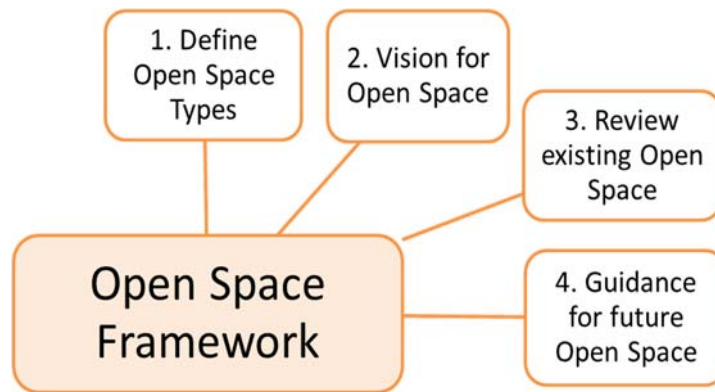 1. Define
Open Space
Types
2. Vision for
Open Space
3. Review
existing Open
Space
Open Space
Framework
4. Guidance
for future
Open Space